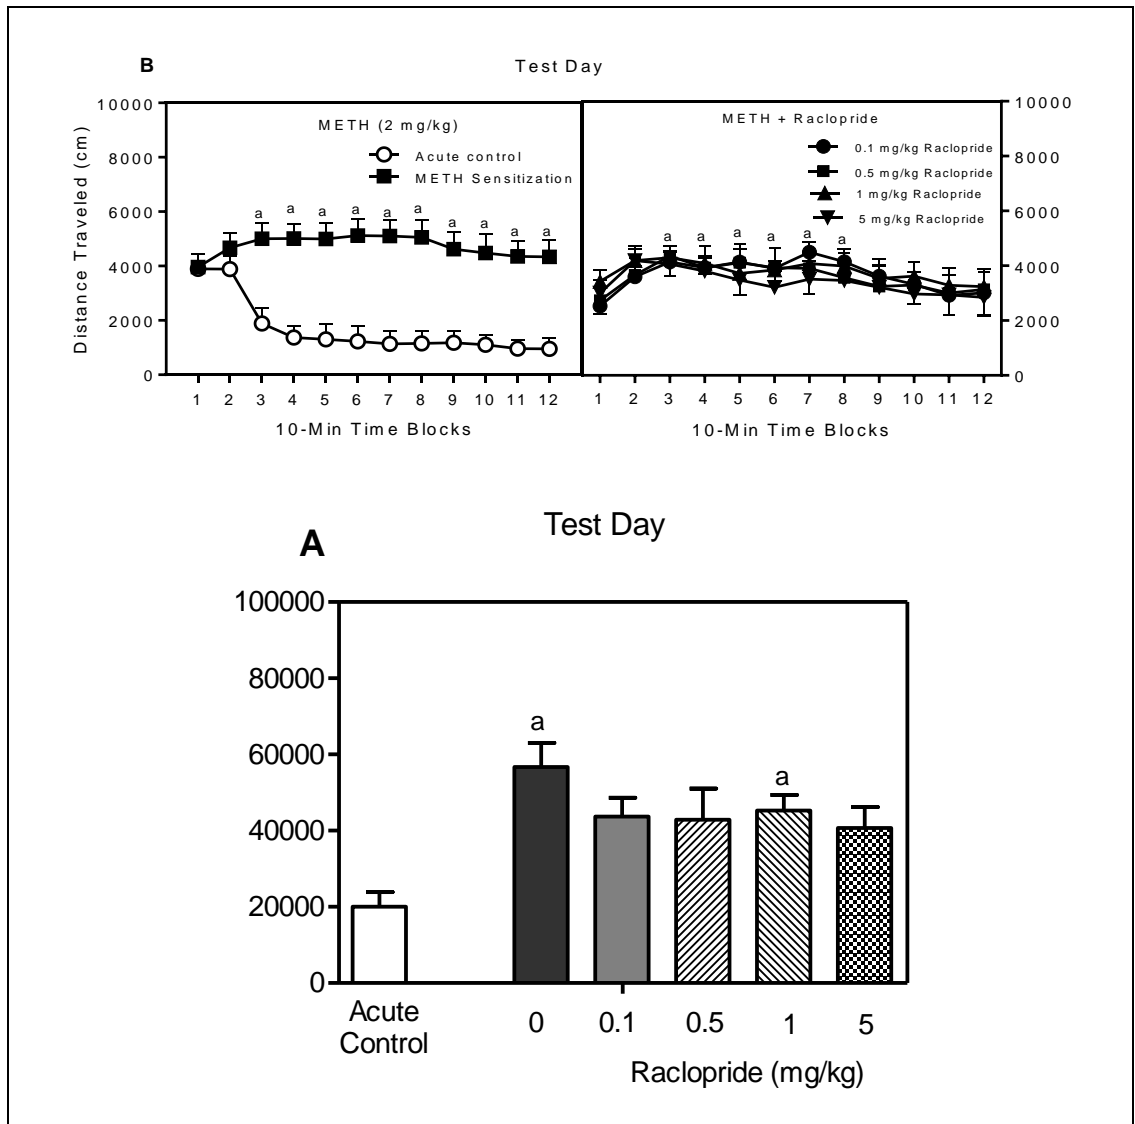 B
Test Day
METH (2 mg/kg)
Acute control
METH Sensitization
METH + Raclopride
0.1 mg/kg Raclopride
0.5 mg/kg Raclopride
1 mg/kg Raclopride
5 mg/kg Raclopride
Distance Traveled (cm)
10000
8000
6000
4000
2000
0
a a a a a a a a a a
a a a a a a
10000
8000
6000
4000
2000
0
1 2 3 4 5 6 7 8 9 10 11 12
1 2 3 4 5 6 7 8 9 10 11 12
10-Min Time Blocks
10-Min Time Blocks
Test Day
A
100000
80000
60000
40000
20000
0
a
a
Acute
Control
0 0.1 0.5 1 5
Raclopride (mg/kg)